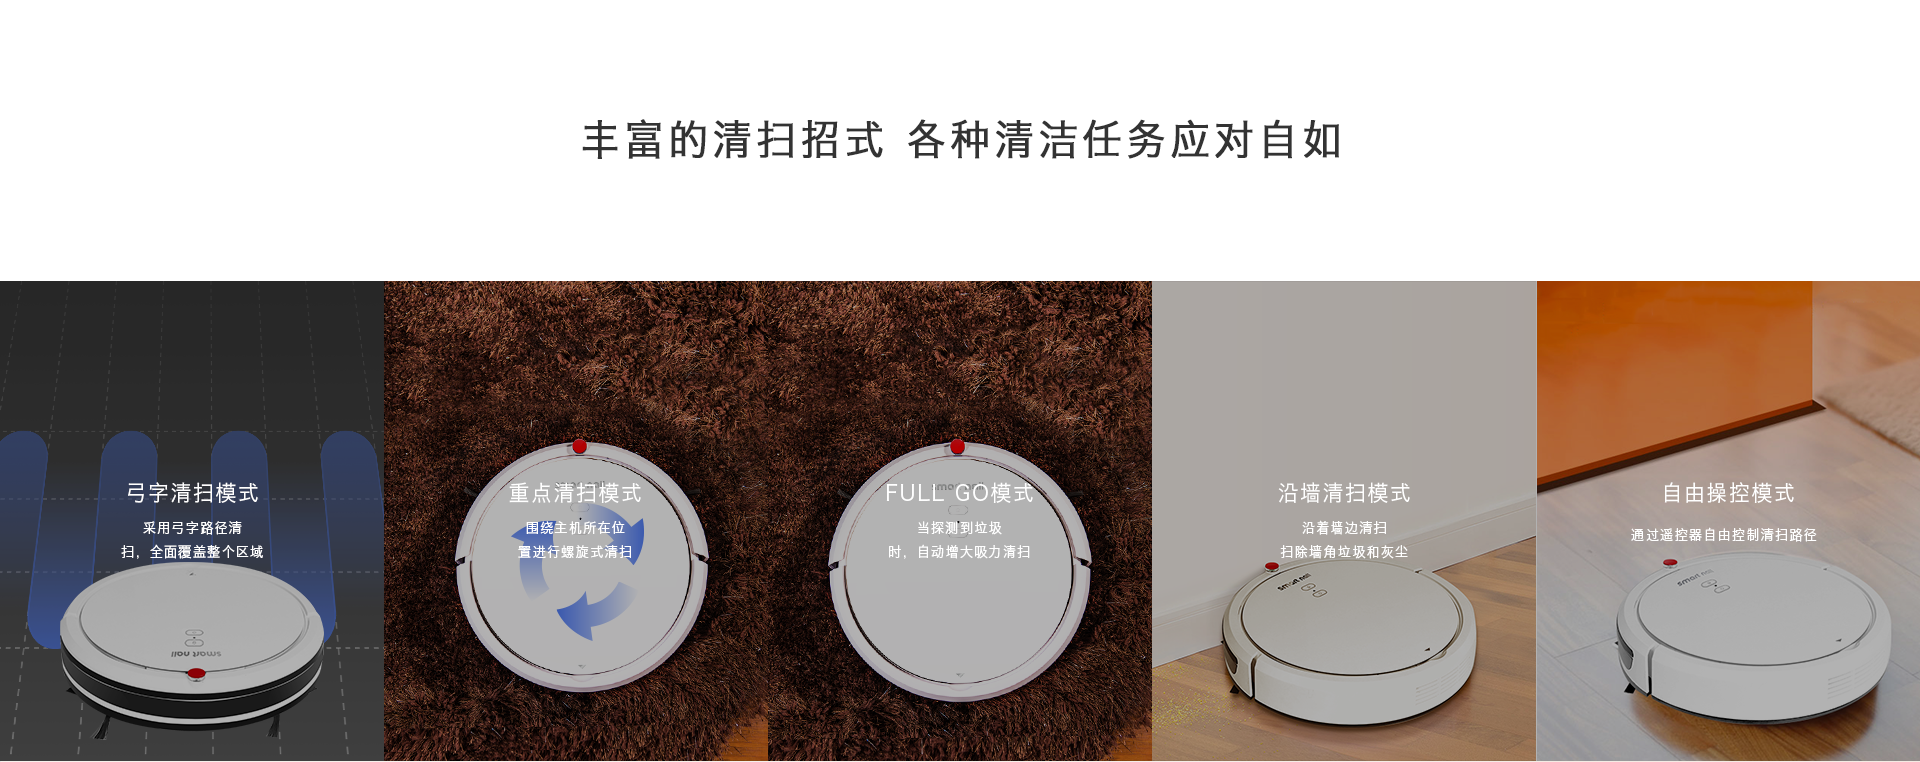 丰富的清扫招式 各种清洁任务应对自如
弓字清扫模式
采用弓字路径清
扫，全面覆盖整个区域
重点清扫模式
围绕主机所在位
置进行螺旋式清扫
FULL GO模式
当探测到垃圾
时，自动增大吸力清扫
沿墙清扫模式
沿着墙边清扫
扫除墙角垃圾和灰尘
自由操控模式
通过遥控器自由控制清扫路径